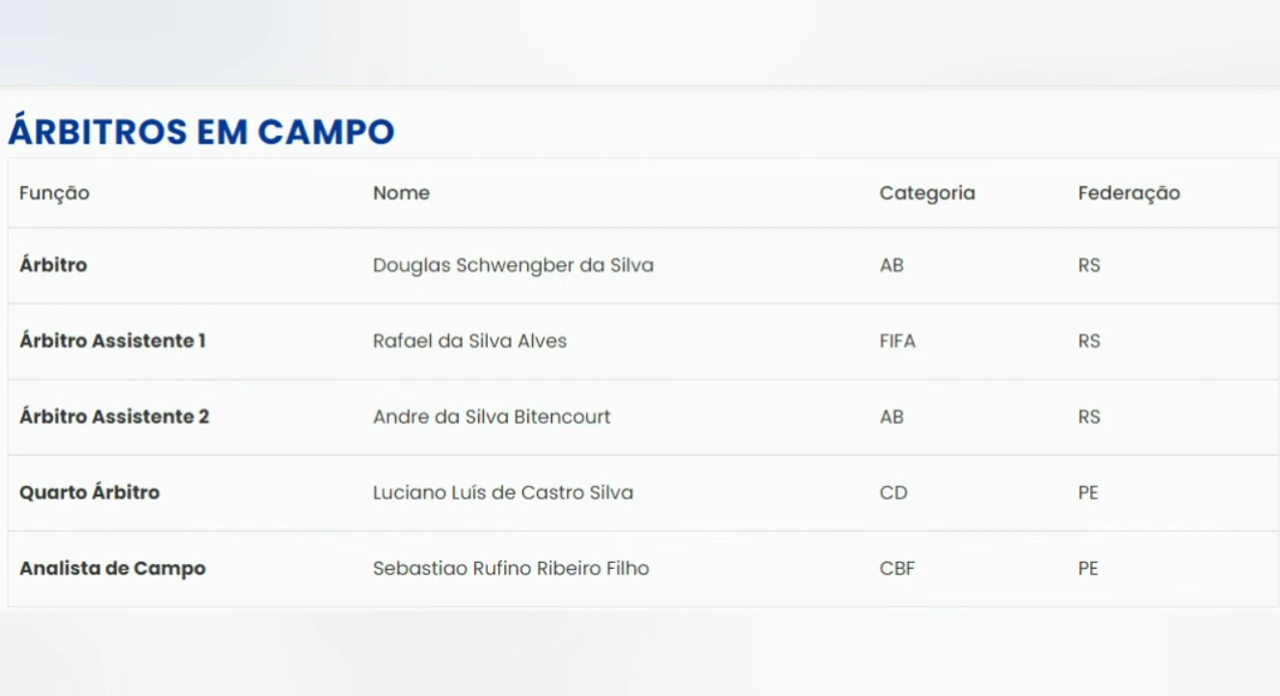 ÁRBITROS EM CAMPO
Função Nome Categoria Federação
Árbitro Douglas Schwengber da Silva AB RS
Árbitro Assistente 1 Rafael da Silva Alves FIFA RS
Árbitro Assistente 2 Andre da Silva Bitencourt AB RS
Quarto Árbitro Luciano Luís de Castro Silva CD PE
Analista de Campo Sebastiao Rufino Ribeiro Filho CBF PE